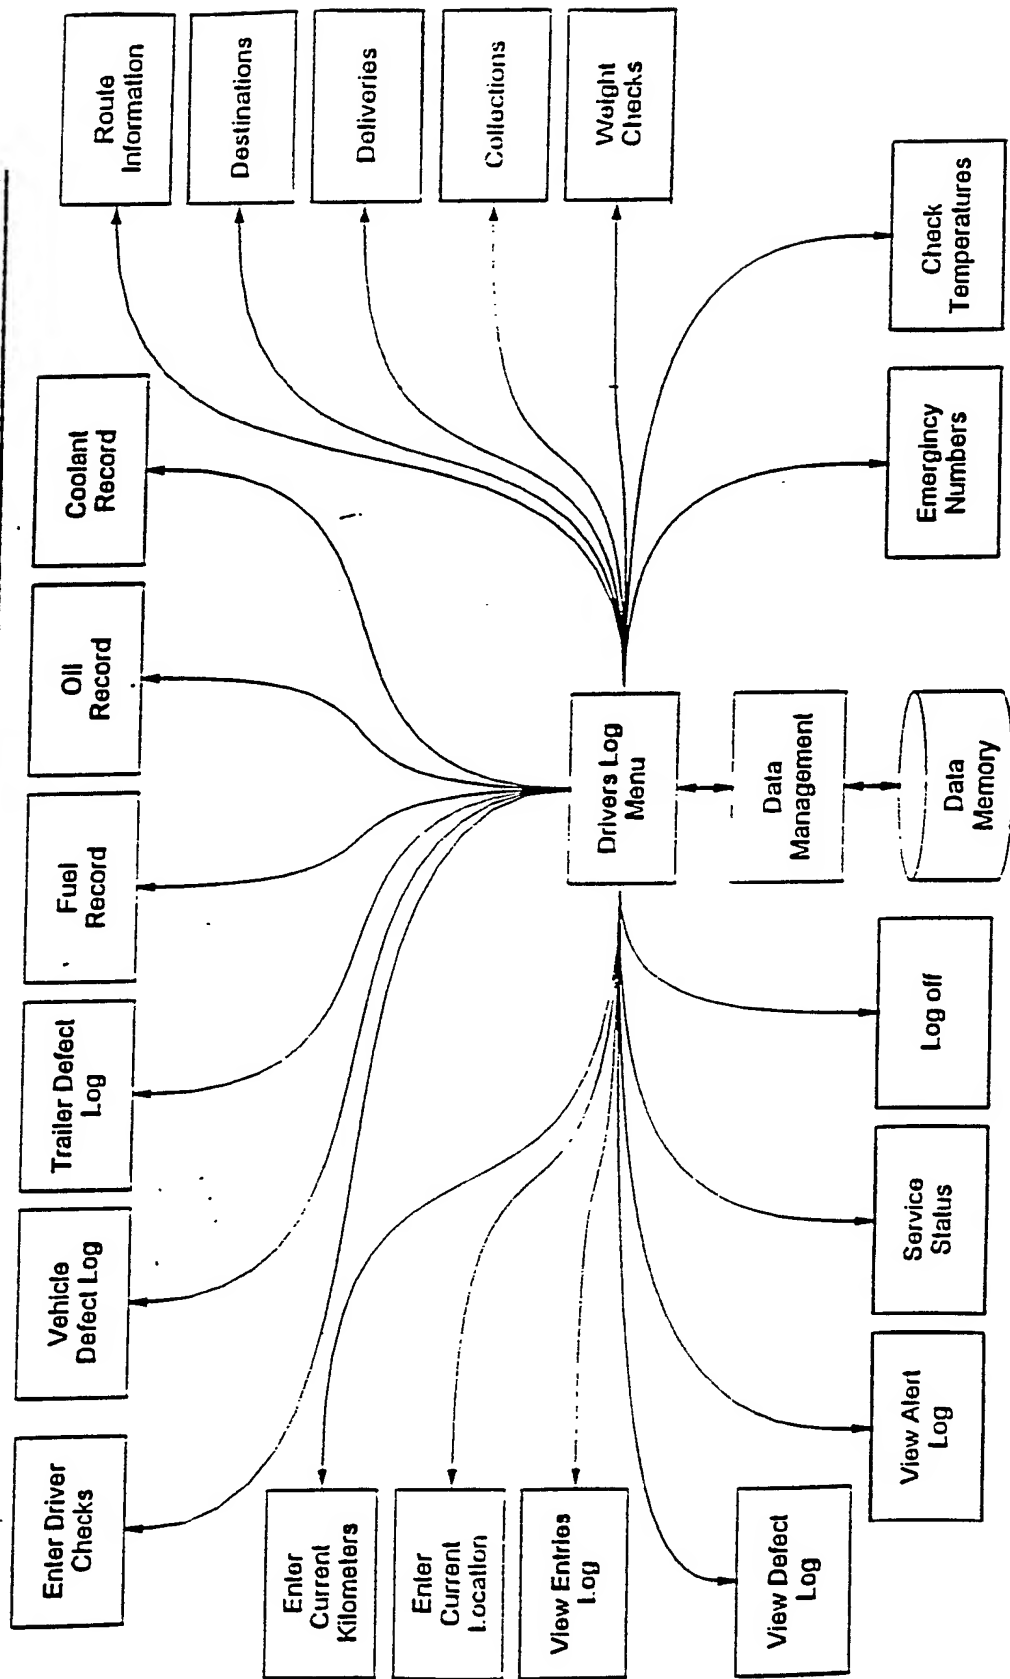 Enter Driver
Checks
Vehicle
Defect Log
Trailer Defect
Log
Fuel
Record
Oil
Record
Coolant
Record
Route
Information
Destinations
Deliveries
Collections
Weight
Checks
Enter
Current
Kilometers
Enter
Current
Location
View Entries
Log
View Defect
Log
Drivers Log
Menu
Data
Management
Data
Memory
View Alert
Log
Service
Status
Log off
Emergincy
Numbers
Check
Temperatures